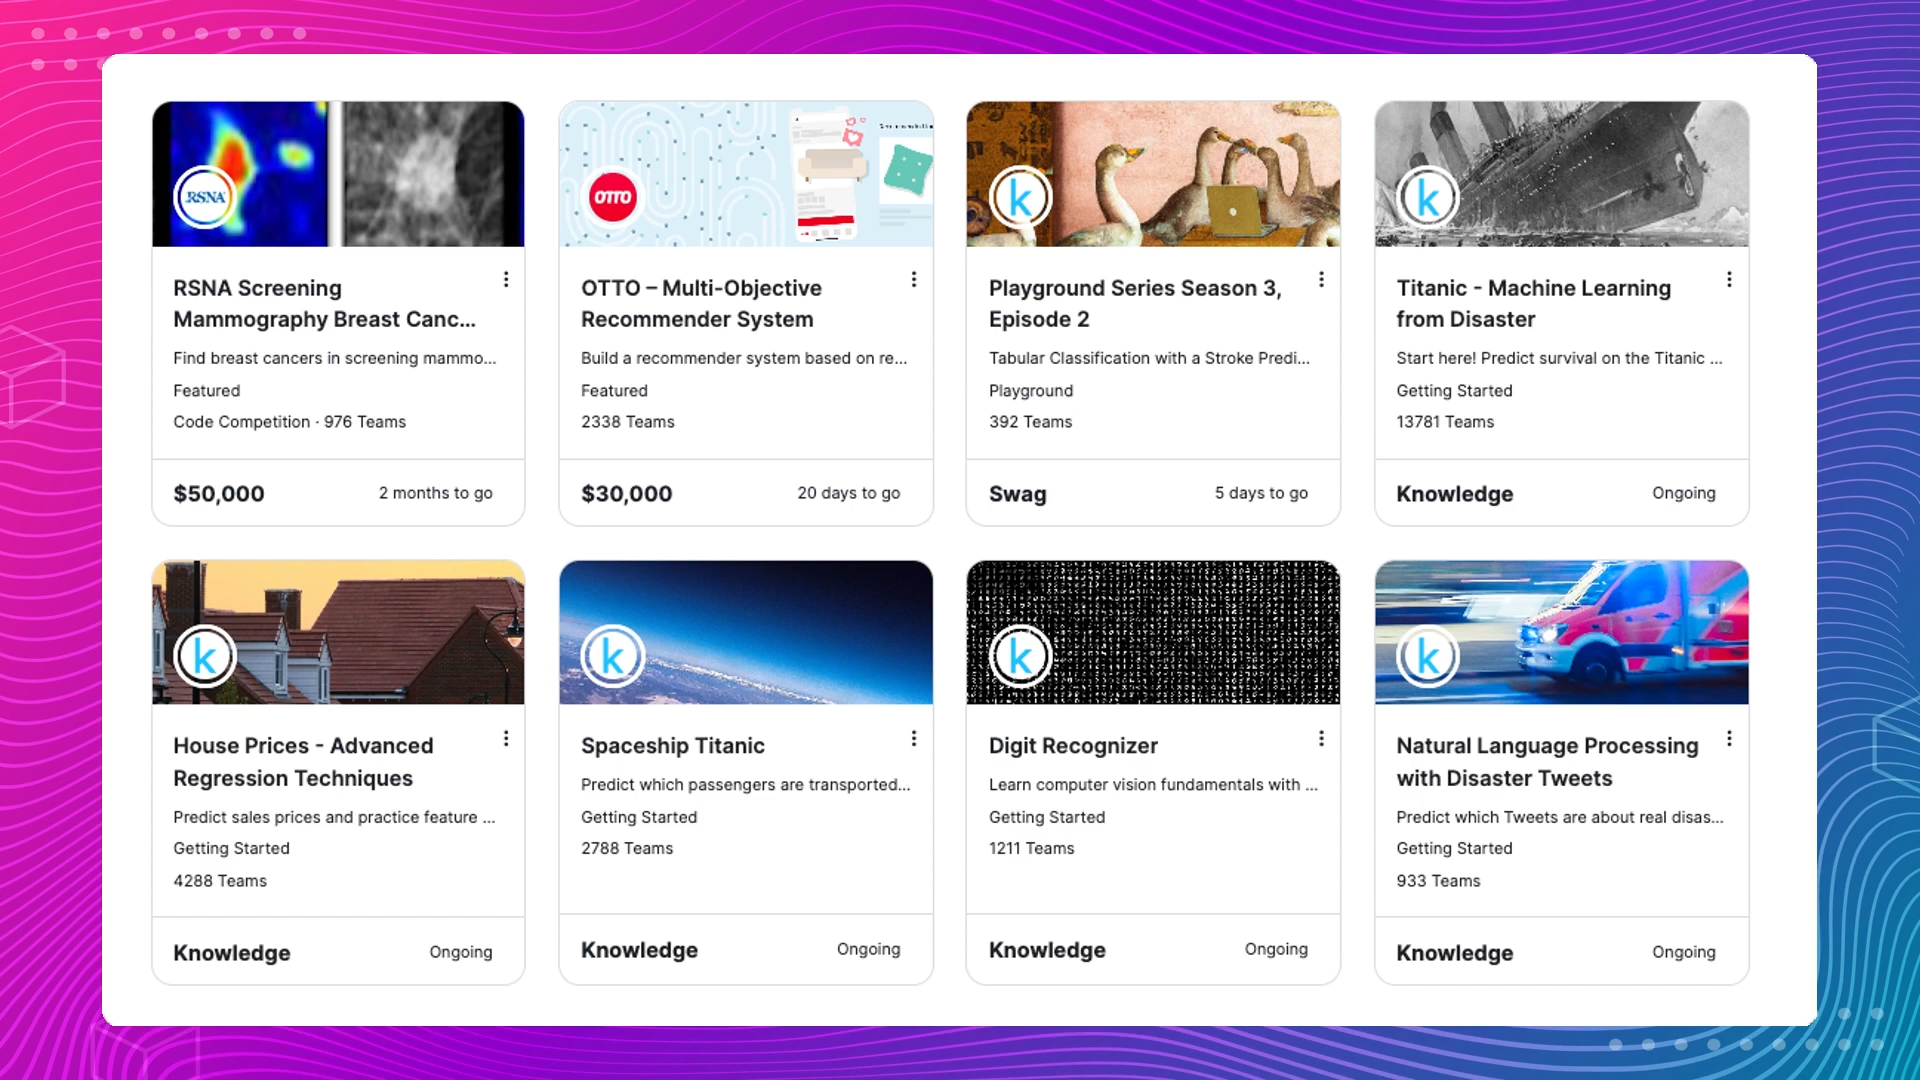 RSNA
RSNA Screening
Mammography Breast Canc...
Find breast cancers in screening mammo...
Featured
Code Competition · 976 Teams
$50,000
2 months to go
OTTO
OTTO – Multi-Objective
Recommender System
Build a recommender system based on re...
Featured
2338 Teams
$30,000
20 days to go
k
Playground Series Season 3,
Episode 2
Tabular Classification with a Stroke Predi...
Playground
392 Teams
Swag
5 days to go
k
Titanic - Machine Learning
from Disaster
Start here! Predict survival on the Titanic ...
Getting Started
13781 Teams
Knowledge
Ongoing
k
House Prices - Advanced
Regression Techniques
Predict sales prices and practice feature ...
Getting Started
4288 Teams
Knowledge
Ongoing
k
Spaceship Titanic
Predict which passengers are transported...
Getting Started
2788 Teams
Knowledge
Ongoing
k
Digit Recognizer
Learn computer vision fundamentals with ...
Getting Started
1211 Teams
Knowledge
Ongoing
k
Natural Language Processing
with Disaster Tweets
Predict which Tweets are about real disas...
Getting Started
933 Teams
Knowledge
Ongoing